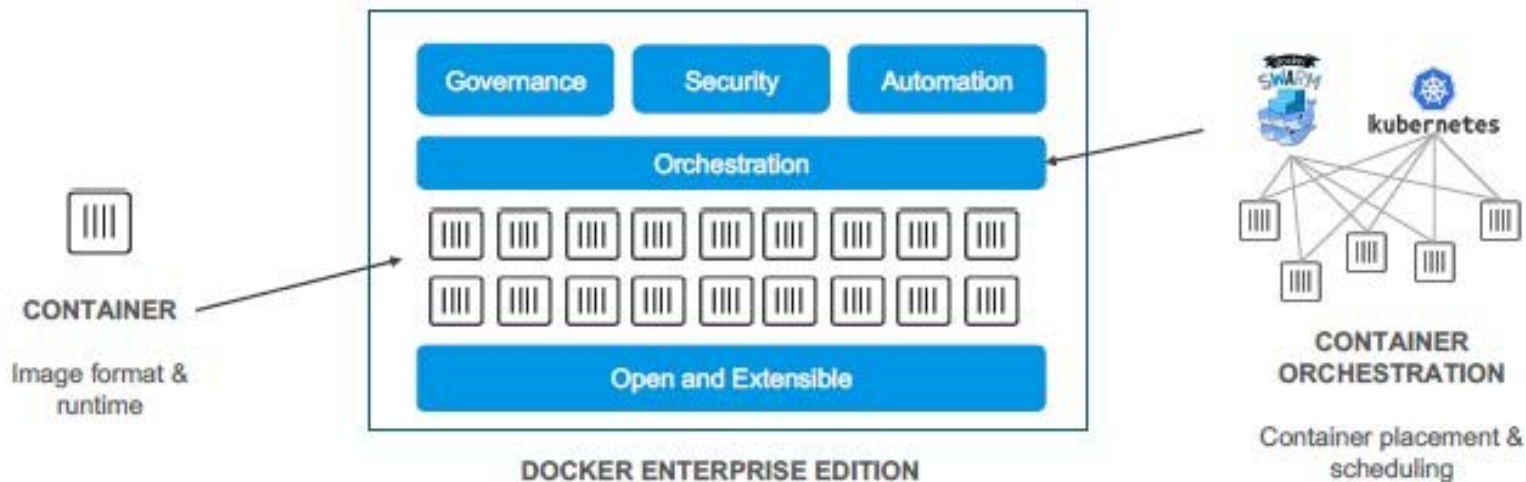 Governance
Security
Automation
SWARM
kubernetes
Orchestration
CONTAINER
Image format &
runtime
Open and Extensible
CONTAINER
ORCHESTRATION
Container placement &
scheduling
DOCKER ENTERPRISE EDITION